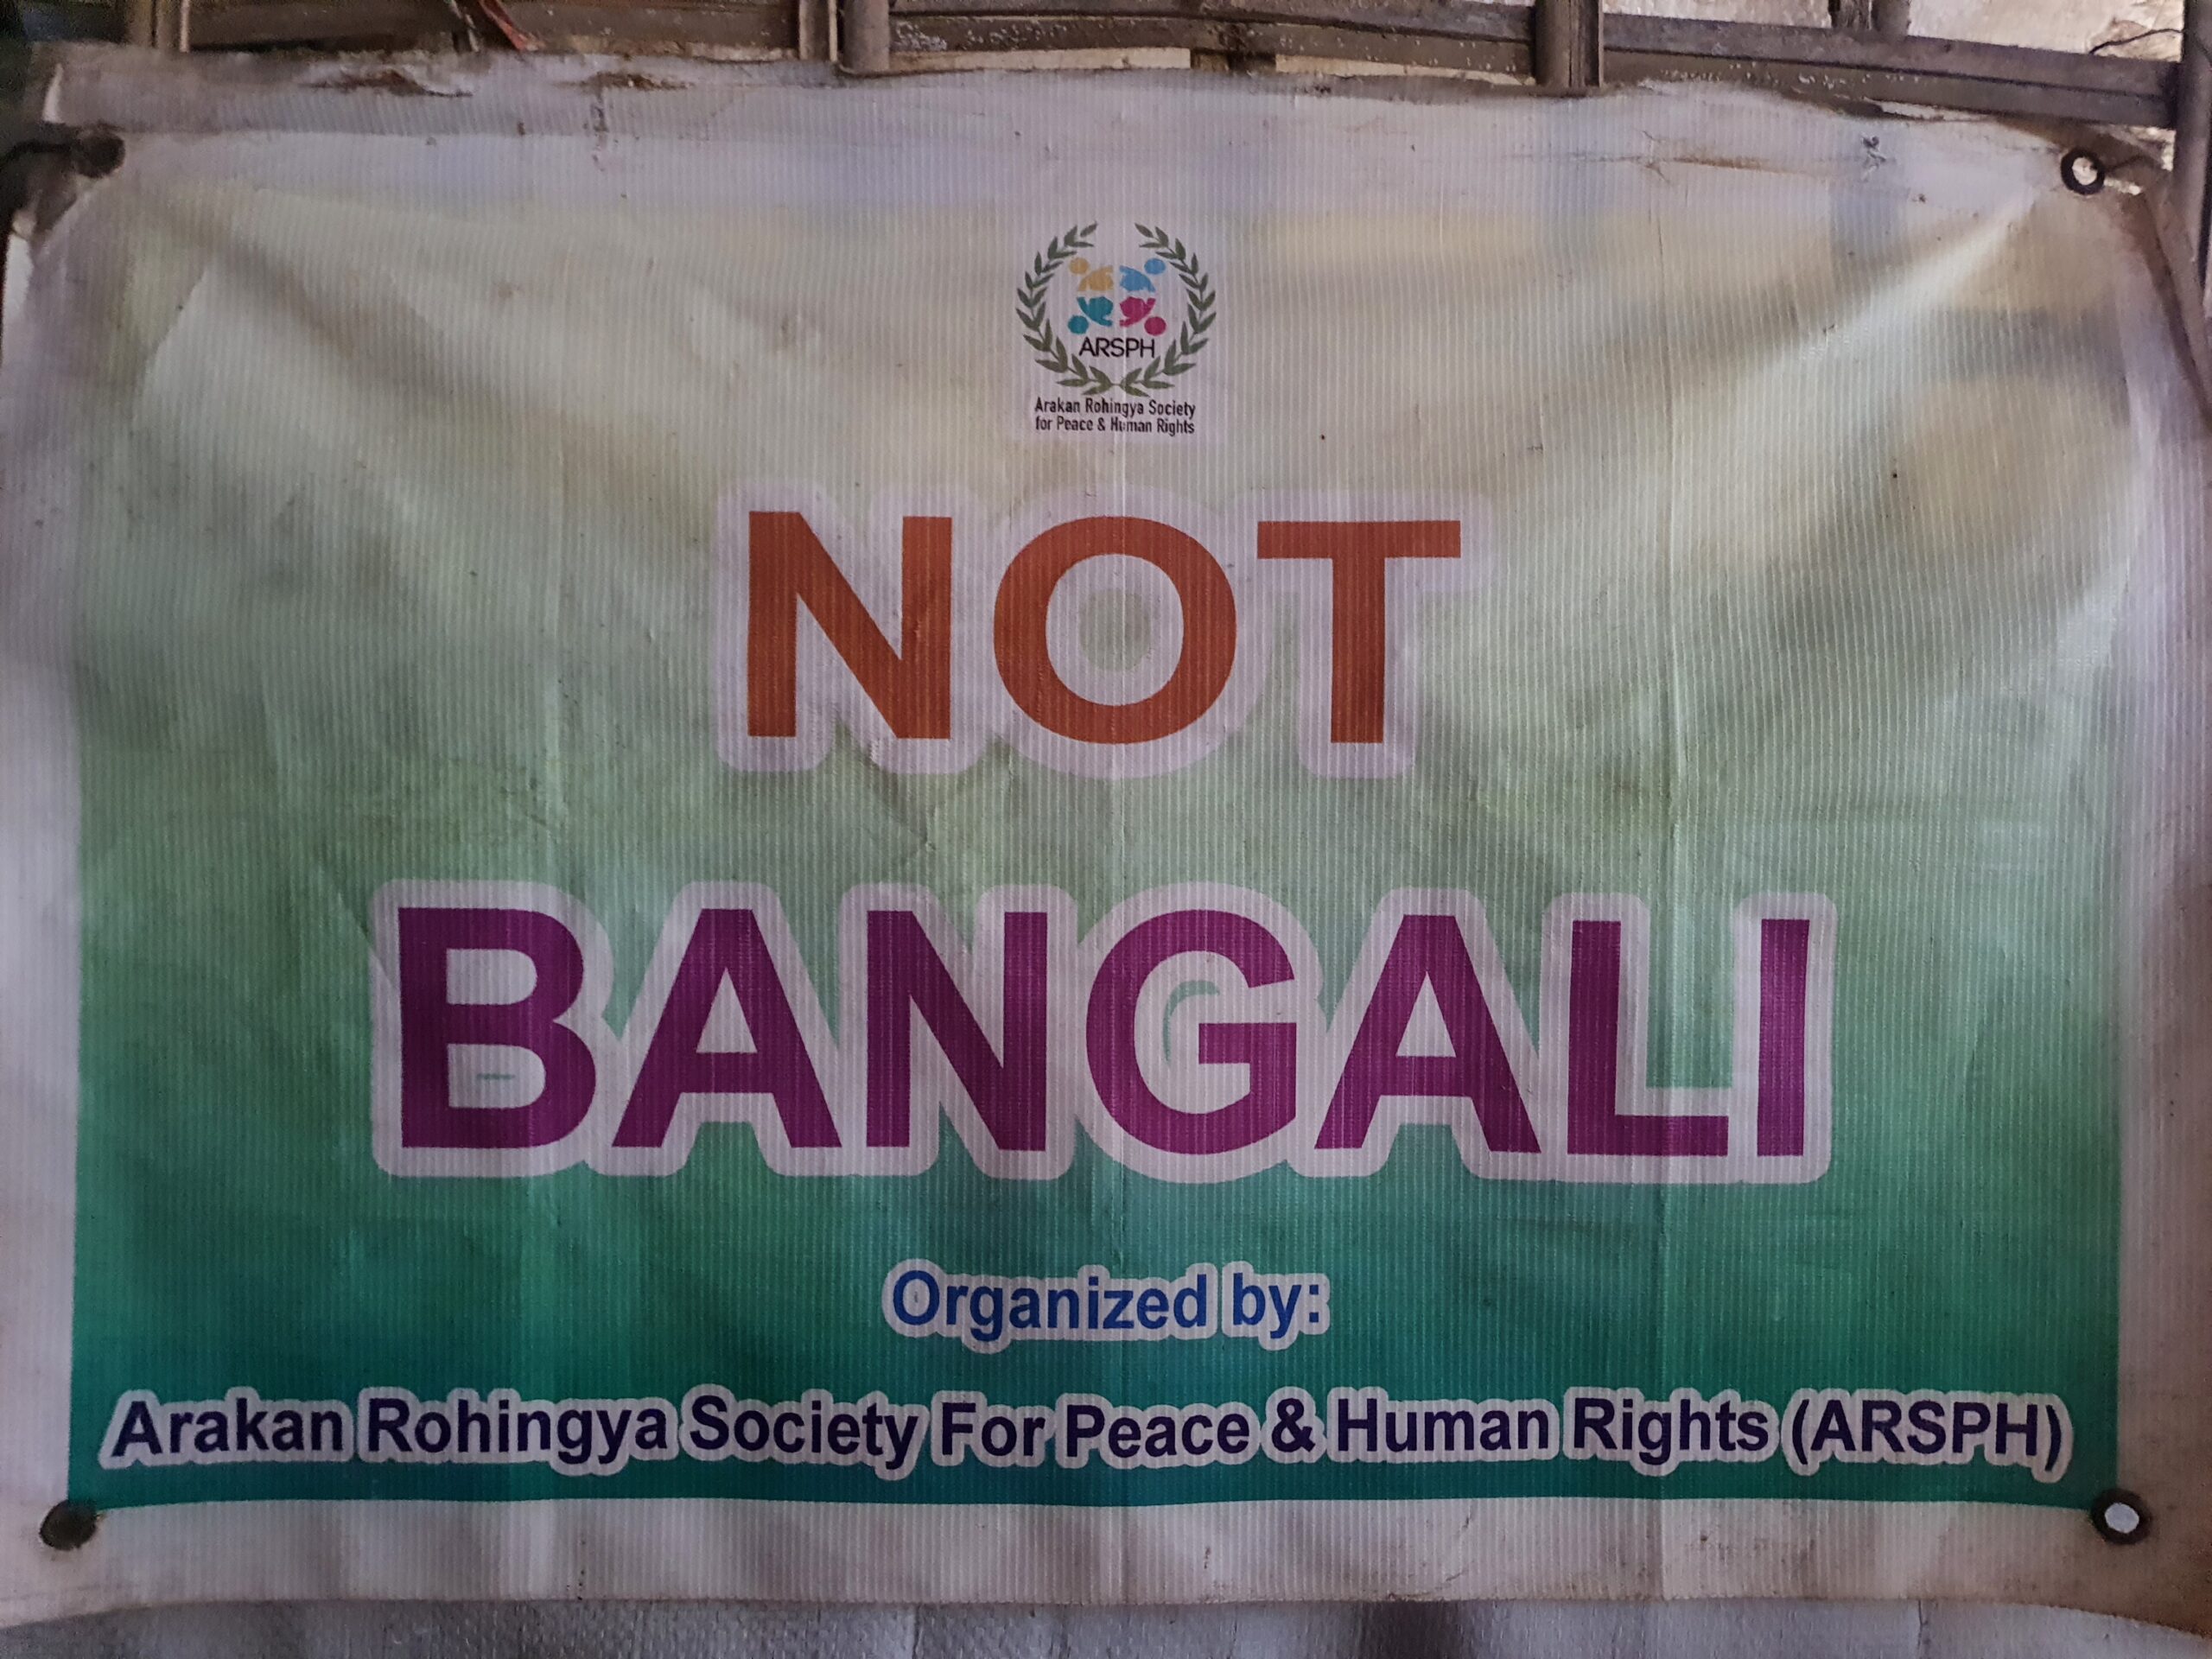 ARSPH
Arakan Rohingya Society
for Peace & Human Rights
NOT
BANGALI
Organized by:
Arakan Rohingya Society For Peace & Human Rights (ARSPH)